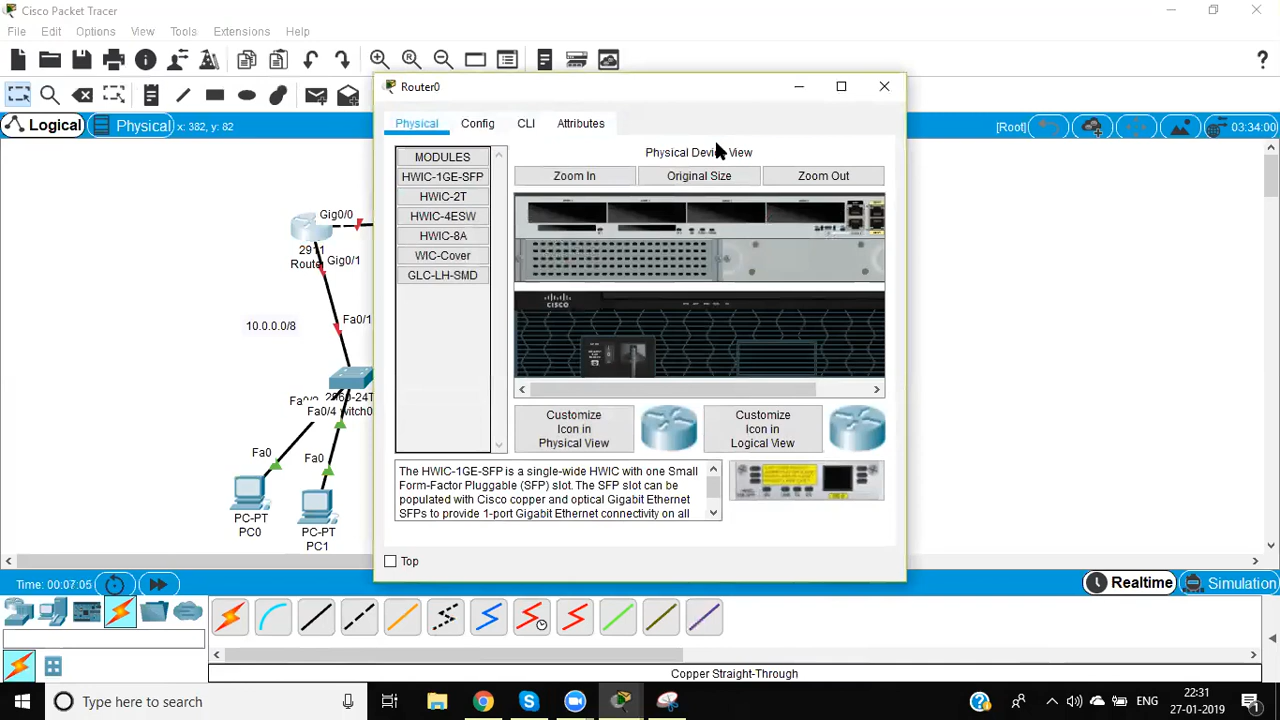 Cisco Packet Tracer
File Edit Options View Tools Extensions Help
Logical Physical x: 382, y: 82 [Root] 03:34:00
Router0
Physical Config CLI Attributes
MODULES
HWIC-1GE-SFP
HWIC-2T
HWIC-4ESW
HWIC-8A
WIC-Cover
GLC-LH-SMD
Physical Device View
Zoom In Original Size Zoom Out
CISCO
Customize
Icon in
Physical View
Customize
Icon in
Logical View
The HWIC-1GE-SFP is a single-wide HWIC with one Small
Form-Factor Pluggable (SFP) slot. The SFP slot can be
populated with Cisco copper and optical Gigabit Ethernet
SFPs to provide 1-port Gigabit Ethernet connectivity on all
Top
Gig0/0
2911
Route
Gig0/1
10.0.0.0/8
Fa0/1
2960-24T
Fa0/4 witch0
Fa0
Fa0
PC-PT
PC0
PC-PT
PC1
Time: 00:07:05 Realtime Simulation
Copper Straight-Through
Type here to search
ENG
22:31
27-01-2019
1